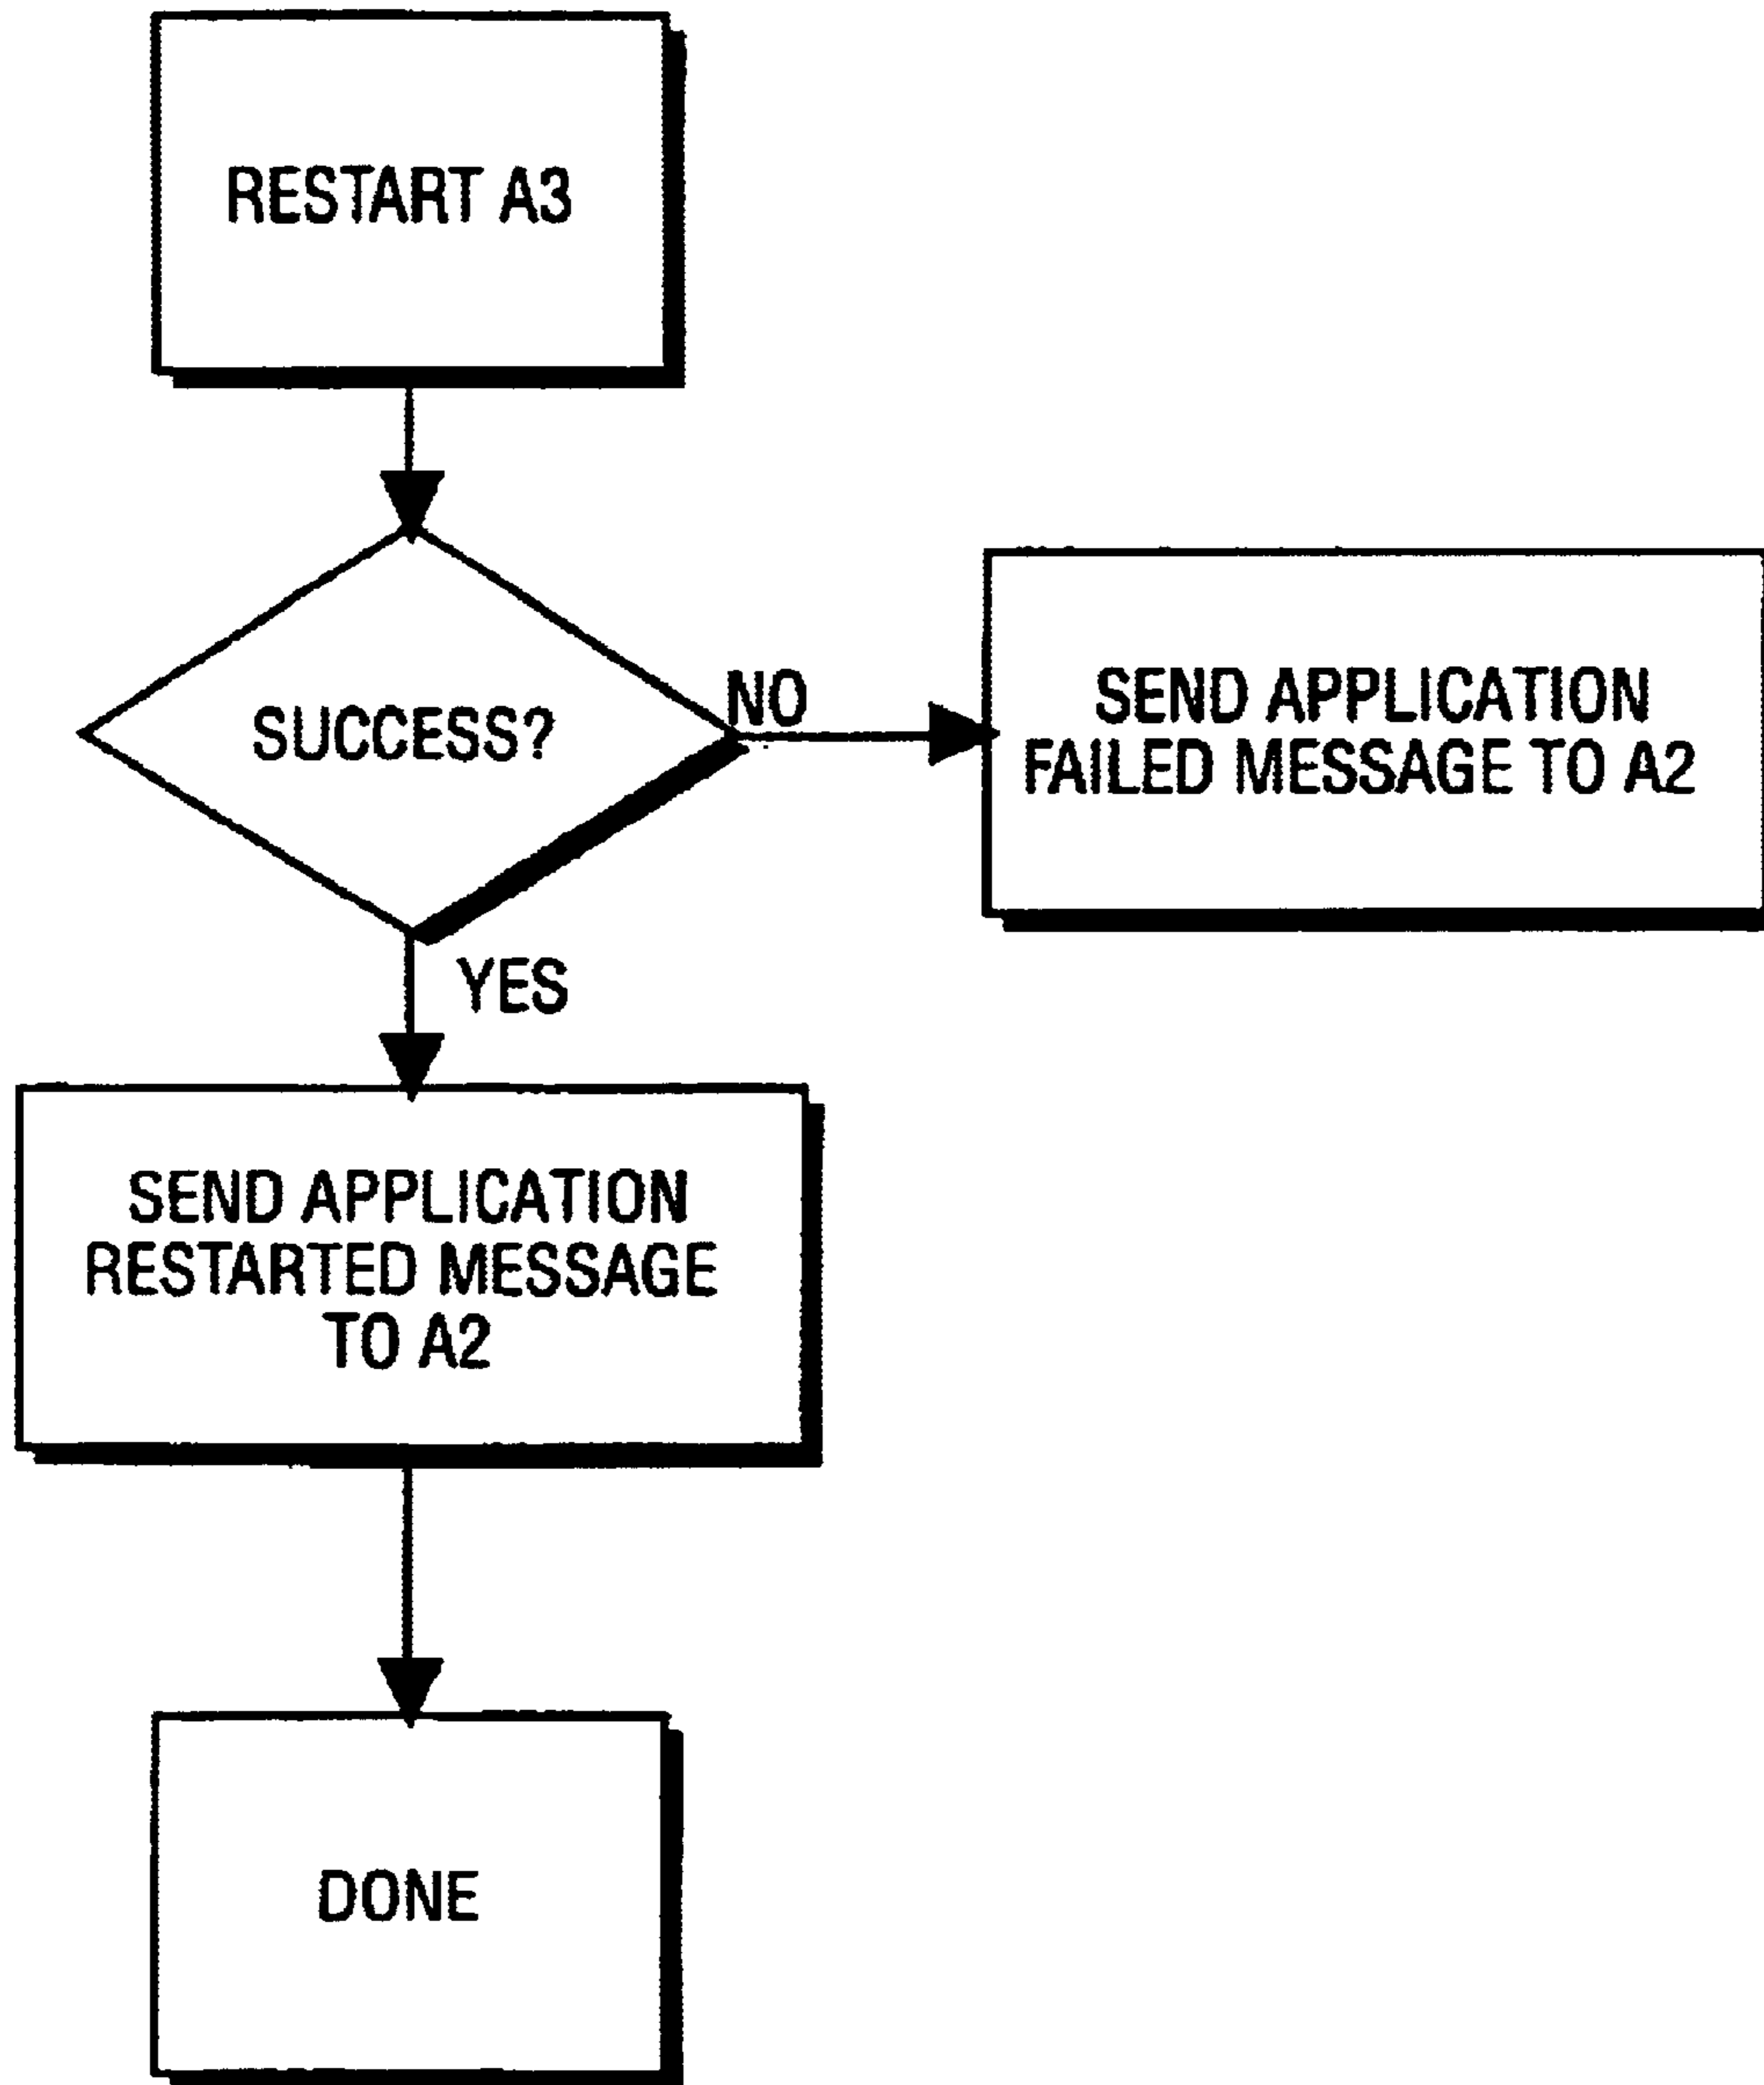 RESTART A3
SUCCESS?
NO
SEND APPLICATION
FAILED MESSAGE TO A2
YES
SEND APPLICATION
RESTARTED MESSAGE
TO A2
DONE